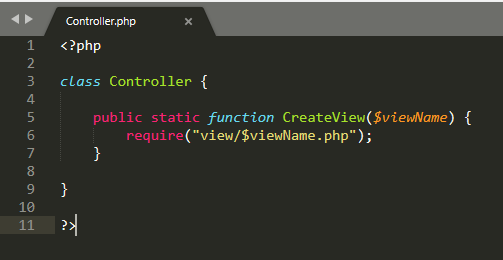 Controller.php ×
1 <?php
2
3 class Controller {
4
5     public static function CreateView($viewName) {
6         require("view/$viewName.php");
7     }
8
9 }
10
11 ?>